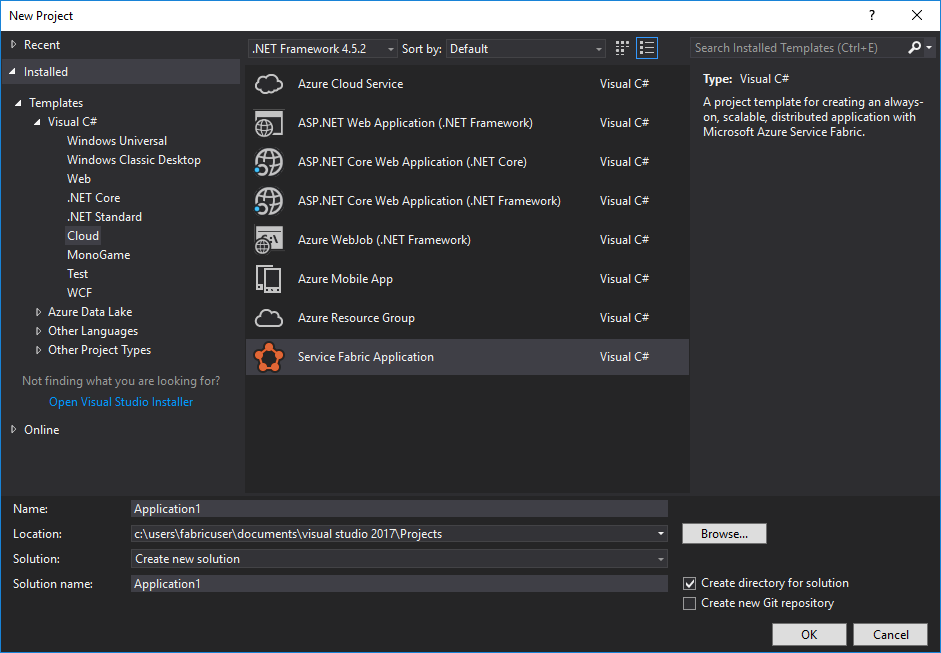 New Project
?
Recent
.NET Framework 4.5.2
Sort by:
Default
Search Installed Templates (Ctrl+E)
Installed
Templates
Visual C#
Windows Universal
Windows Classic Desktop
Web
.NET Core
.NET Standard
Cloud
MonoGame
Test
WCF
Azure Data Lake
Other Languages
Other Project Types
Not finding what you are looking for?
Open Visual Studio Installer
Online
Azure Cloud Service Visual C#
ASP.NET Web Application (.NET Framework) Visual C#
ASP.NET Core Web Application (.NET Core) Visual C#
ASP.NET Core Web Application (.NET Framework) Visual C#
Azure WebJob (.NET Framework) Visual C#
Azure Mobile App Visual C#
Azure Resource Group Visual C#
Service Fabric Application Visual C#
Type: Visual C#
A project template for creating an always-
on, scalable, distributed application with
Microsoft Azure Service Fabric.
Name: Application1
Location: c:\users\fabricuser\documents\visual studio 2017\Projects Browse...
Solution: Create new solution
Solution name: Application1
Create directory for solution
Create new Git repository
OK Cancel